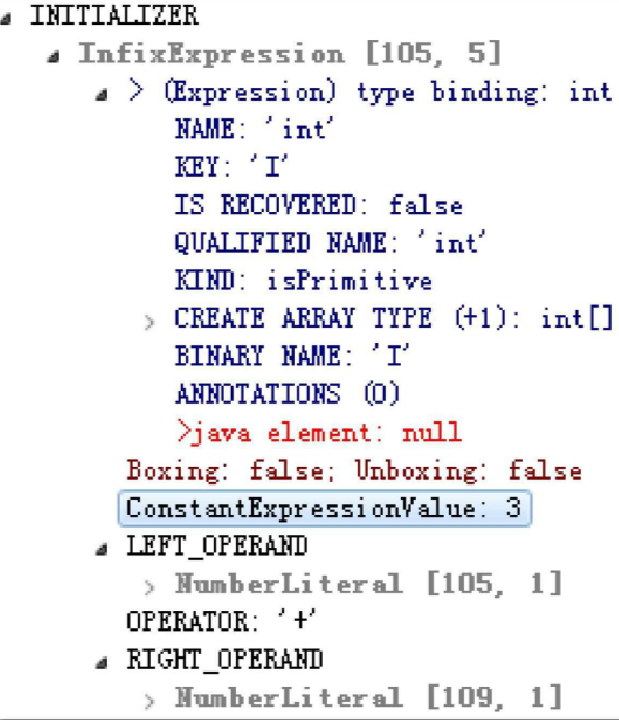 INITIALIZER
InfixExpression [105, 5]
> (Expression) type binding: int
NAME: 'int'
KEY: 'I'
IS RECOVERED: false
QUALIFIED NAME: 'int'
KIND: isPrimitive
> CREATE ARRAY TYPE (+1): int[]
BINARY NAME: 'I'
ANNOTATIONS (0)
>java element: null
Boxing: false; Unboxing: false
ConstantExpressionValue: 3
LEFT_OPERAND
> NumberLiteral [105, 1]
OPERATOR: '+'
RIGHT_OPERAND
> NumberLiteral [109, 1]